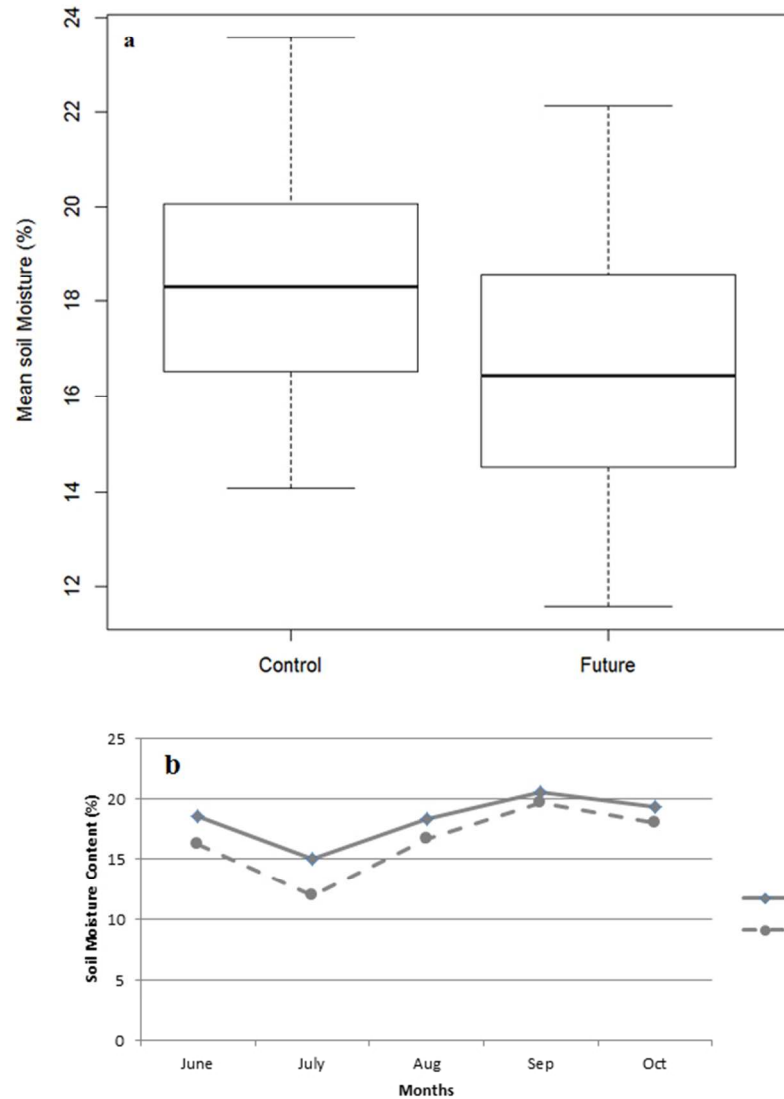 a
Mean soil Moisture (%)
24
22
20
18
16
14
12
Control Future
b
Soil Moisture Content (%)
25
20
15
10
5
0
June July Aug Sep Oct
Months